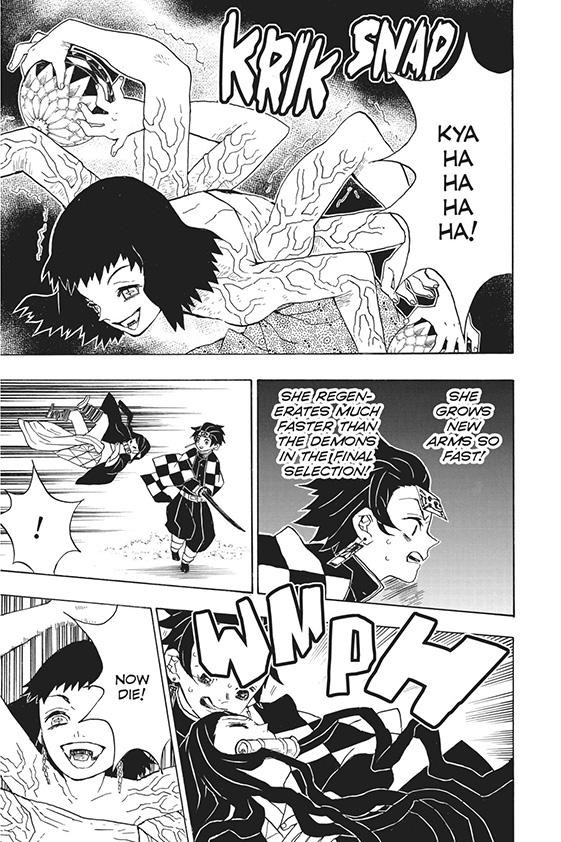 KRIK SNAP
KYA
HA
HA
HA
HA!
SHE
GROWS
NEW
ARMS SO
FAST!
SHE REGEN-
ERATES MUCH
FASTER THAN
THE DEMONS
IN THE FINAL
SELECTION!
!
WMPH
NOW
DIE!